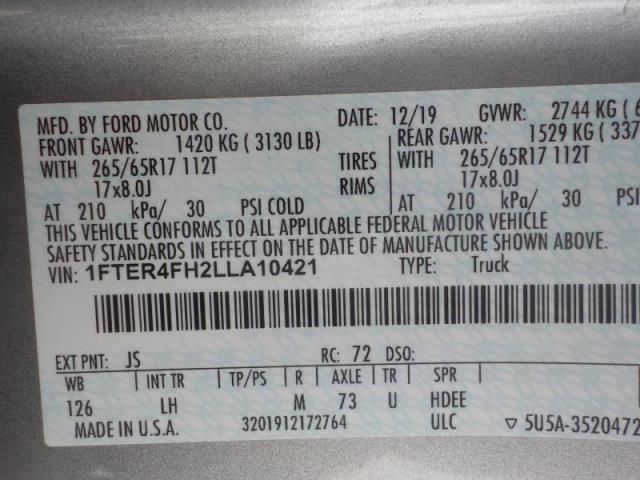 MFD. BY FORD MOTOR CO. DATE: 12/19 GVWR: 2744 KG (
FRONT GAWR: 1420 KG ( 3130 LB) REAR GAWR: 1529 KG ( 337
WITH 265/65R17 112T TIRES WITH 265/65R17 112T
17x8.0J RIMS 17x8.0J
AT 210 kPa/ 30 PSI COLD AT 210 kPa/ 30 PSI
THIS VEHICLE CONFORMS TO ALL APPLICABLE FEDERAL MOTOR VEHICLE
SAFETY STANDARDS IN EFFECT ON THE DATE OF MANUFACTURE SHOWN ABOVE.
VIN: 1FTER4FH2LLA10421 TYPE: Truck
EXT PNT: JS RC: 72 DSO:
WB INT TR TP/PS R AXLE TR SPR
126 LH M 73 U HDEE
MADE IN U.S.A. 3201912172764 ULC ▽ 5U5A-3520472